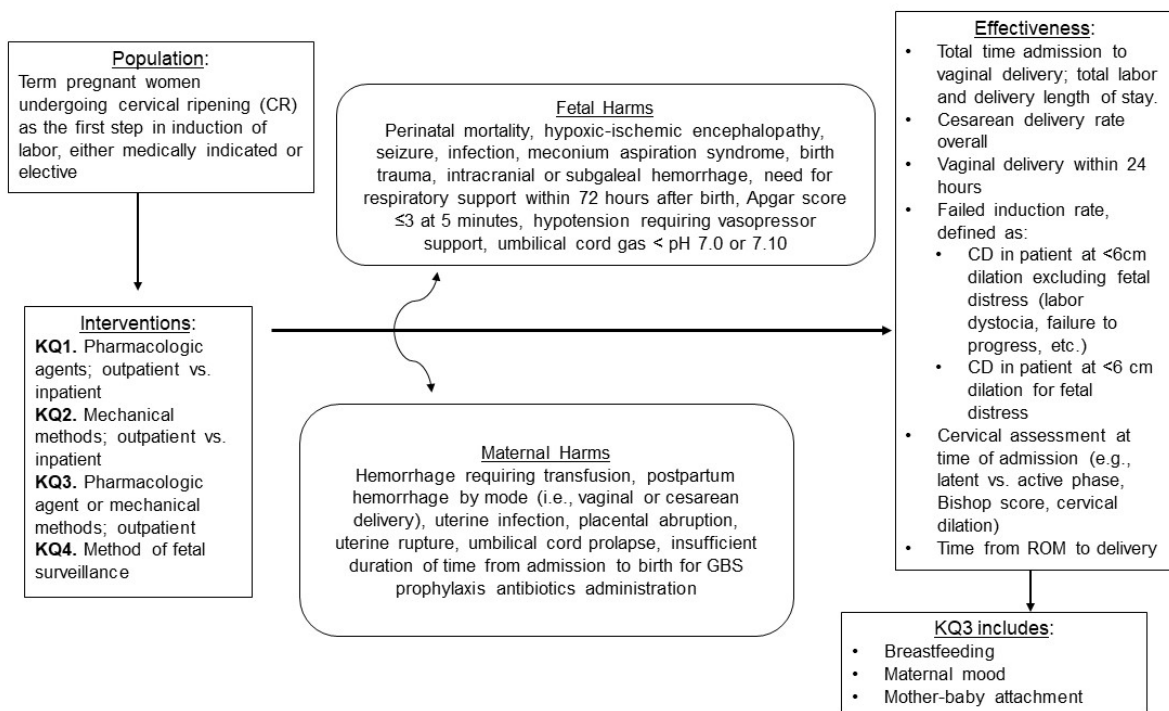 Population:
Term pregnant women
undergoing cervical ripening (CR)
as the first step in induction of
labor, either medically indicated or
elective
Interventions:
KQ1. Pharmacologic
agents; outpatient vs.
inpatient
KQ2. Mechanical
methods; outpatient vs.
inpatient
KQ3. Pharmacologic
agent or mechanical
methods; outpatient
KQ4. Method of fetal
surveillance
Fetal Harms
Perinatal mortality, hypoxic-ischemic encephalopathy,
seizure, infection, meconium aspiration syndrome, birth
trauma, intracranial or subgaleal hemorrhage, need for
respiratory support within 72 hours after birth, Apgar score
≤3 at 5 minutes, hypotension requiring vasopressor
support, umbilical cord gas < pH 7.0 or 7.10
Maternal Harms
Hemorrhage requiring transfusion, postpartum
hemorrhage by mode (i.e., vaginal or cesarean
delivery), uterine infection, placental abruption,
uterine rupture, umbilical cord prolapse, insufficient
duration of time from admission to birth for GBS
prophylaxis antibiotics administration
Effectiveness:
• Total time admission to
vaginal delivery; total labor
and delivery length of stay.
• Cesarean delivery rate
overall
• Vaginal delivery within 24
hours
• Failed induction rate,
defined as:
• CD in patient at <6cm
dilation excluding fetal
distress (labor
dystocia, failure to
progress, etc.)
• CD in patient at <6 cm
dilation for fetal
distress
• Cervical assessment at
time of admission (e.g.,
latent vs. active phase,
Bishop score, cervical
dilation)
• Time from ROM to delivery
KQ3 includes:
• Breastfeeding
• Maternal mood
• Mother-baby attachment